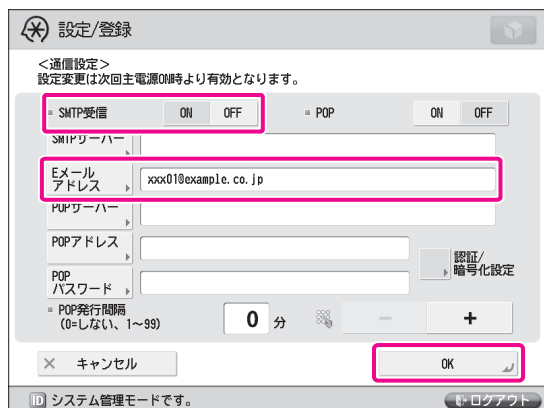 設定/登録
<通信設定>
設定変更は次回主電源ON時より有効となります。
SMTP受信 ON OFF POP ON OFF
SMTPサーバー
Eメール
アドレス xxx01@example.co.jp
POPサーバー
POPアドレス
認証/
暗号化設定
POP
パスワード
POP発行間隔
(0=しない、1~99) 0 分 − +
× キャンセル OK
ID システム管理モードです。 ログアウト